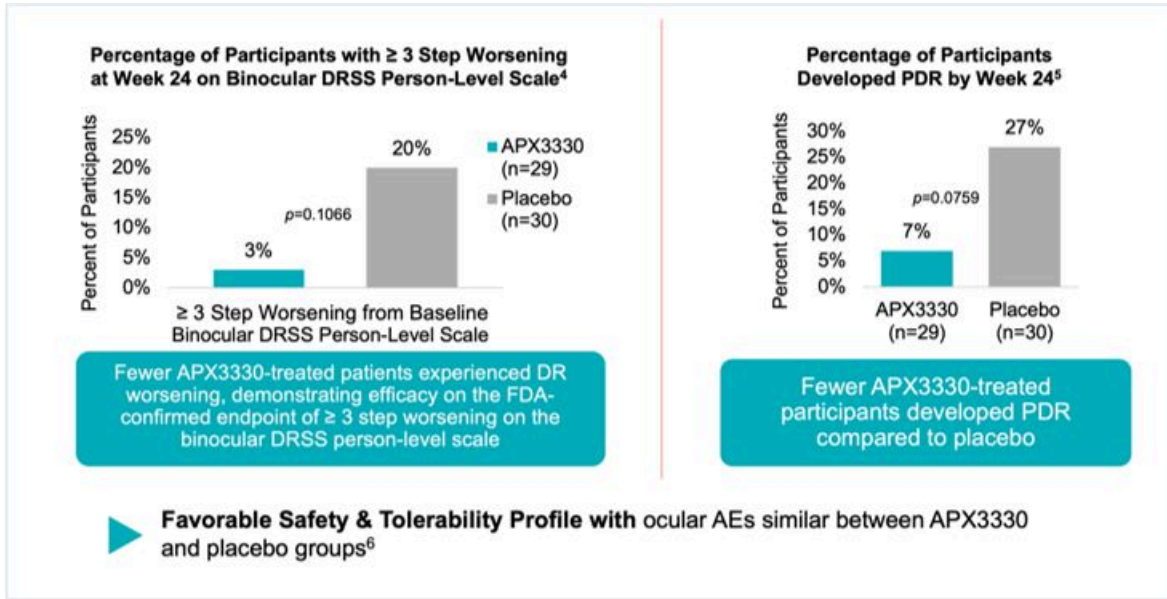 Percentage of Participants with ≥ 3 Step Worsening
at Week 24 on Binocular DRSS Person-Level Scale⁴
Percent of Participants
25%
20%
15%
10%
5%
0%
3%
p=0.1066
20%
APX3330
(n=29)
Placebo
(n=30)
≥ 3 Step Worsening from Baseline
Binocular DRSS Person-Level Scale
Fewer APX3330-treated patients experienced DR
worsening, demonstrating efficacy on the FDA-
confirmed endpoint of ≥ 3 step worsening on the
binocular DRSS person-level scale
Percentage of Participants
Developed PDR by Week 24⁵
Percent of Participants
30%
25%
20%
15%
10%
5%
0%
p=0.0759
7%
27%
APX3330
(n=29)
Placebo
(n=30)
Fewer APX3330-treated
participants developed PDR
compared to placebo
Favorable Safety & Tolerability Profile with ocular AEs similar between APX3330
and placebo groups⁶